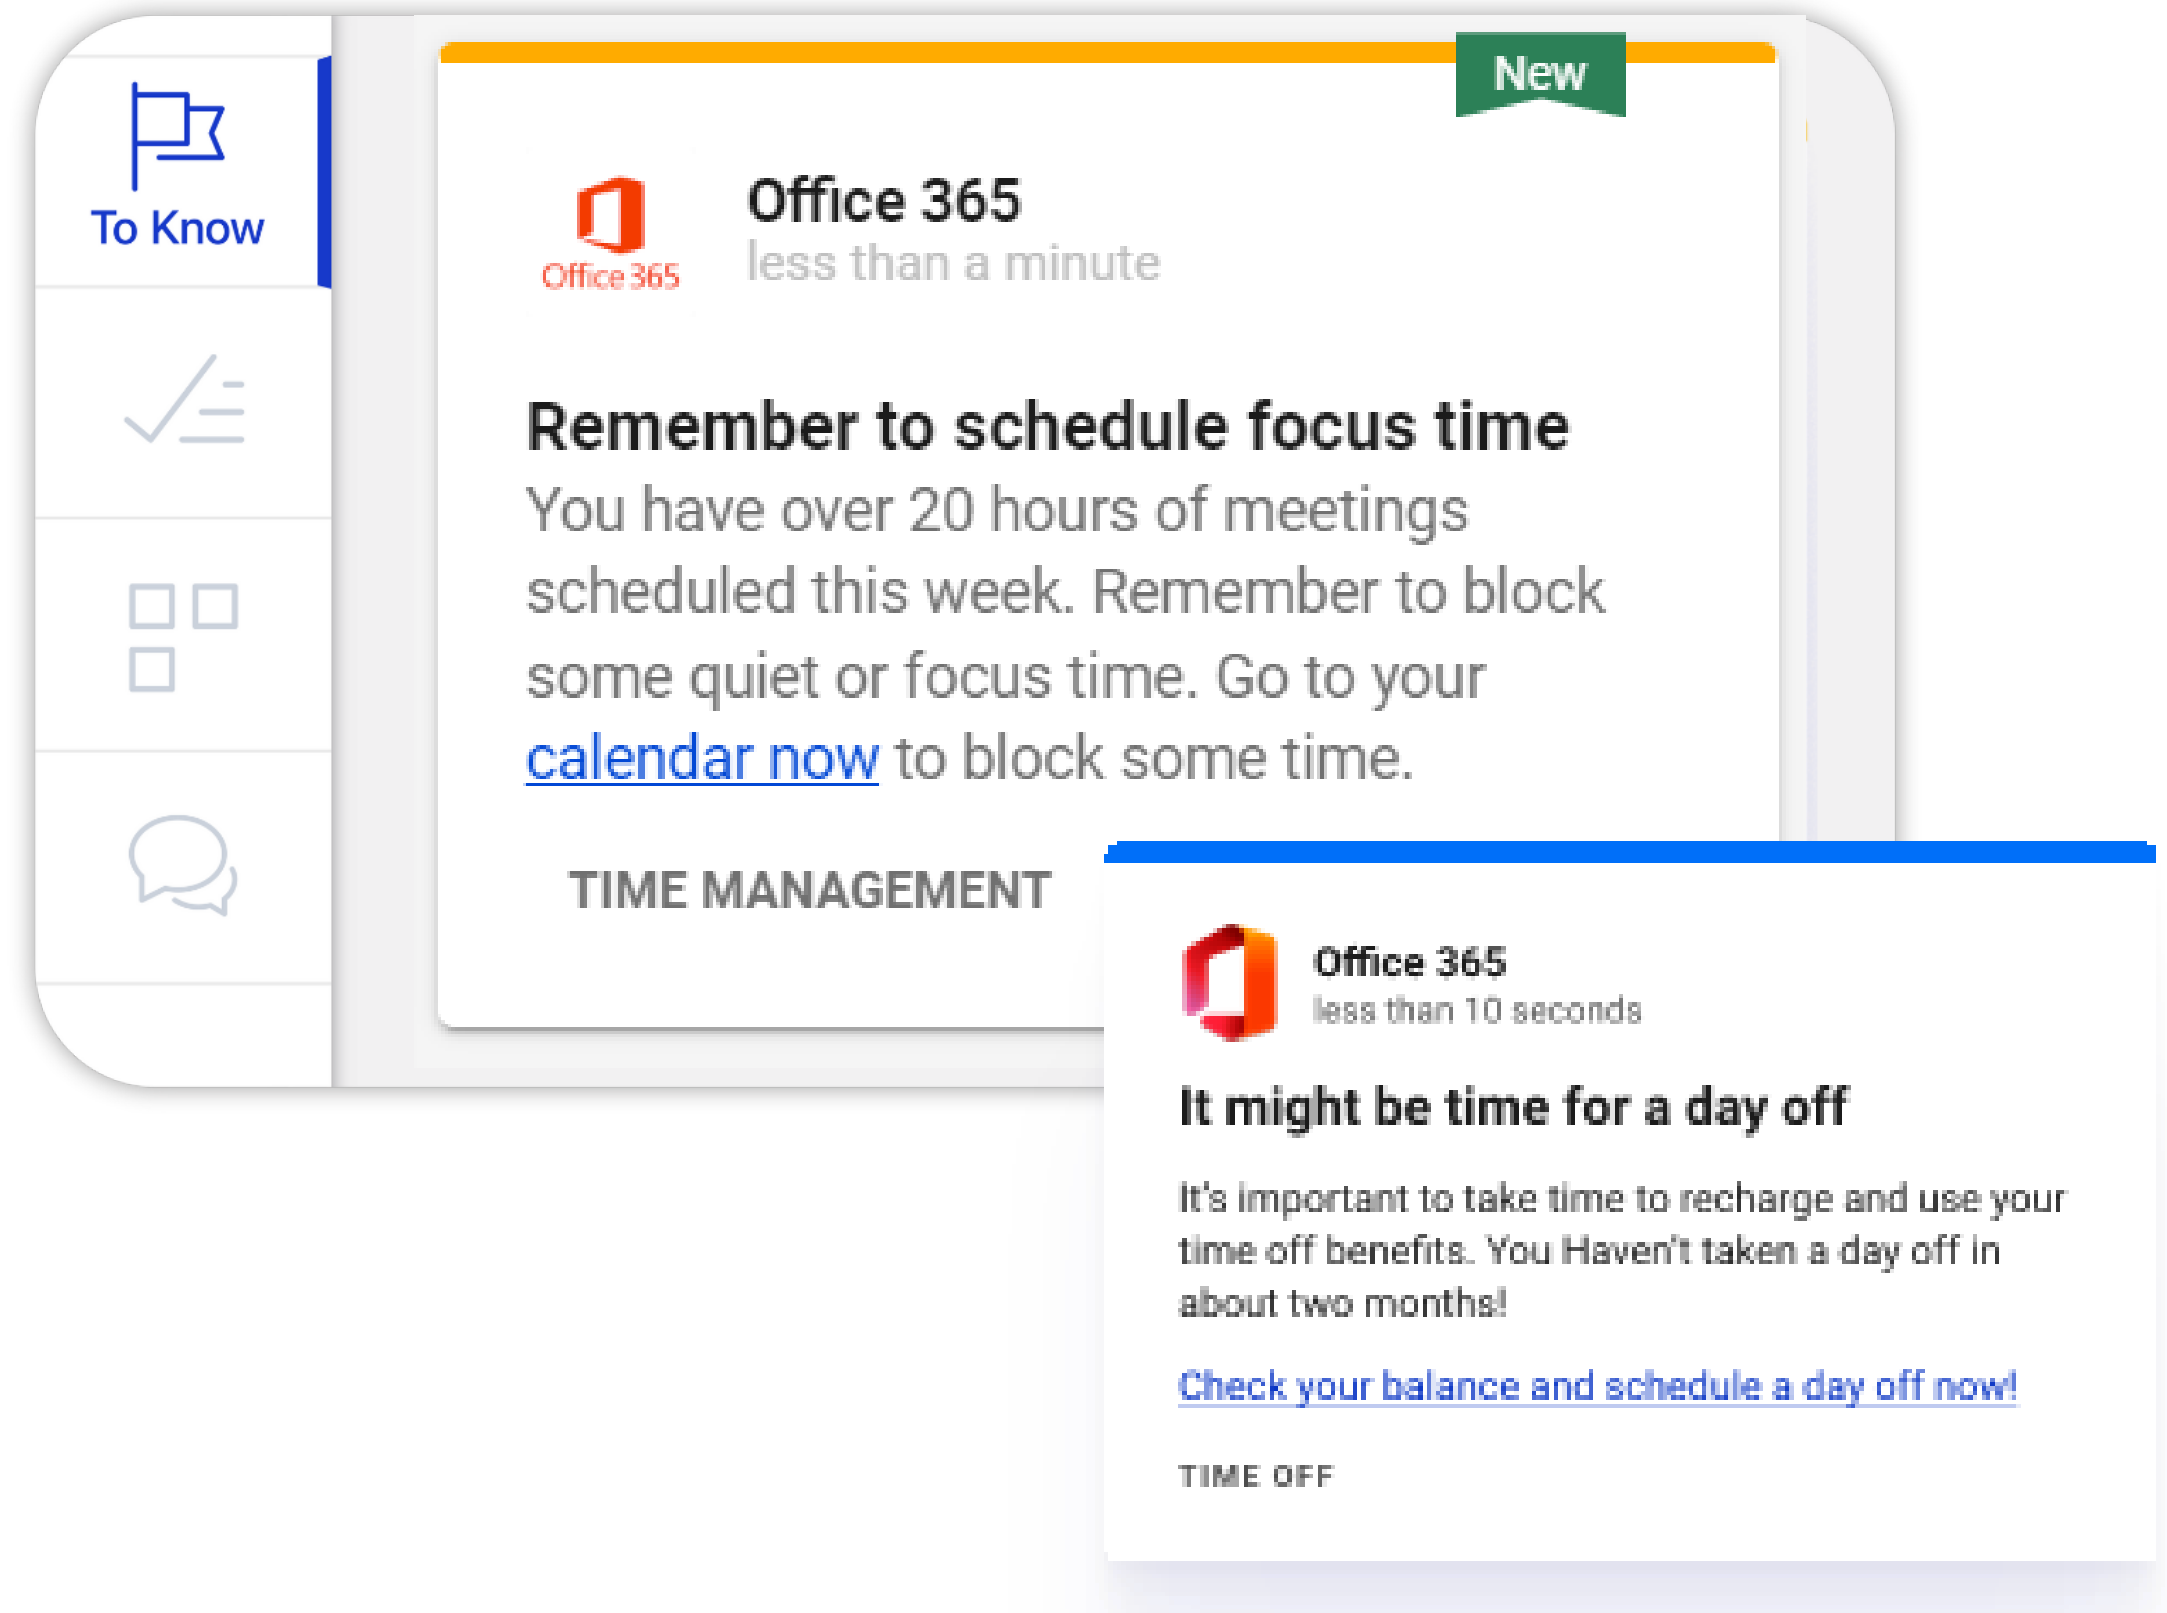 New
To Know
Office 365
Office 365
less than a minute
Remember to schedule focus time
You have over 20 hours of meetings
scheduled this week. Remember to block
some quiet or focus time. Go to your
calendar now to block some time.
TIME MANAGEMENT
Office 365
less than 10 seconds
It might be time for a day off
It's important to take time to recharge and use your
time off benefits. You Haven't taken a day off in
about two months!
Check your balance and schedule a day off now!
TIME OFF